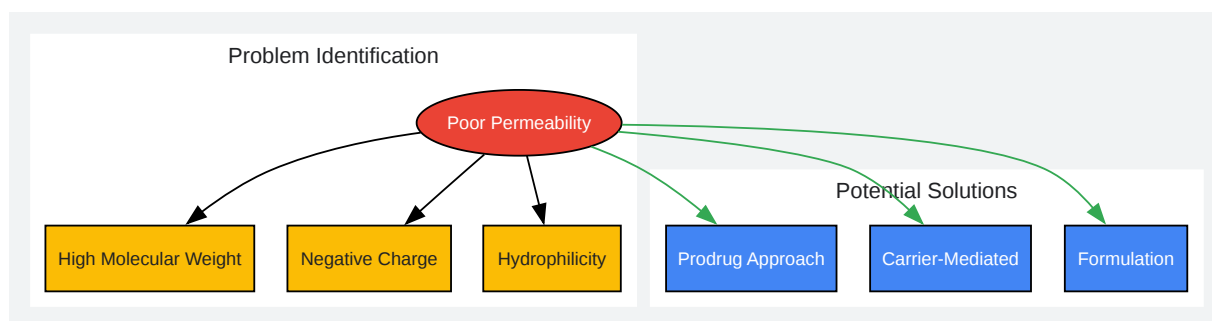 Problem Identification
Poor Permeability
Potential Solutions
High Molecular Weight
Negative Charge
Hydrophilicity
Prodrug Approach
Carrier-Mediated
Formulation